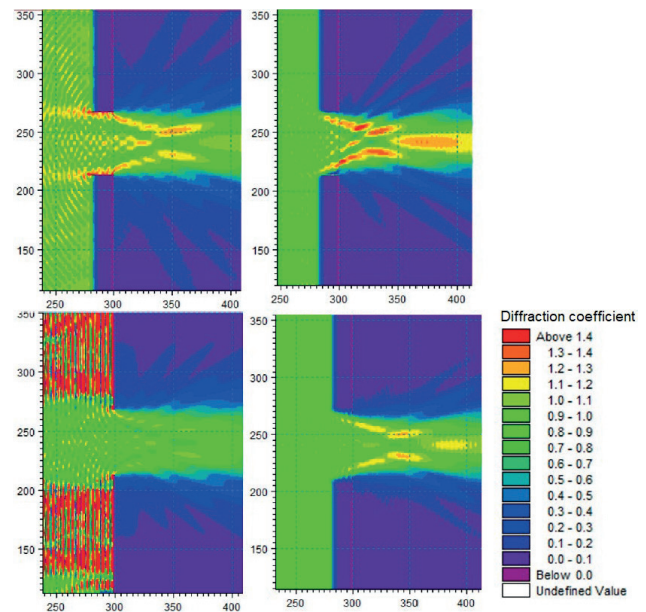 350
300
250
200
150
250
300
350
400
350
300
250
200
150
250
300
350
400
350
300
250
200
150
250
300
350
400
350
300
250
200
150
250
300
350
400
Diffraction coefficient
Above 1.4
1.3 - 1.4
1.2 - 1.3
1.1 - 1.2
1.0 - 1.1
0.9 - 1.0
0.8 - 0.9
0.7 - 0.8
0.6 - 0.7
0.5 - 0.6
0.4 - 0.5
0.3 - 0.4
0.2 - 0.3
0.1 - 0.2
0.0 - 0.1
Below 0.0
Undefined Value